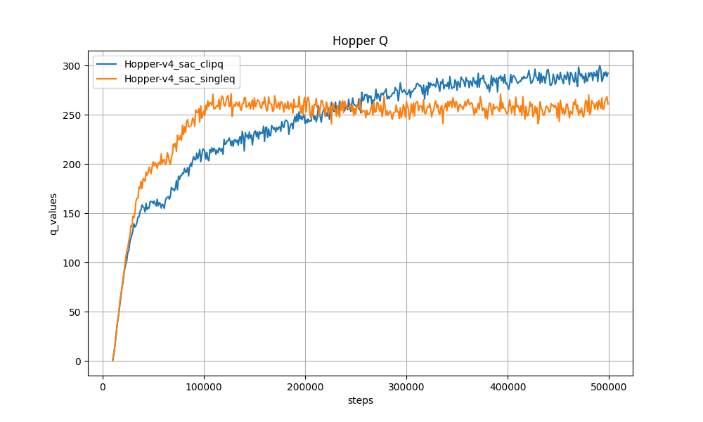 Hopper Q
Hopper-v4_sac_clipq
Hopper-v4_sac_singleq
q_values
300
250
200
150
100
50
0
0 100000 200000 300000 400000 500000
steps